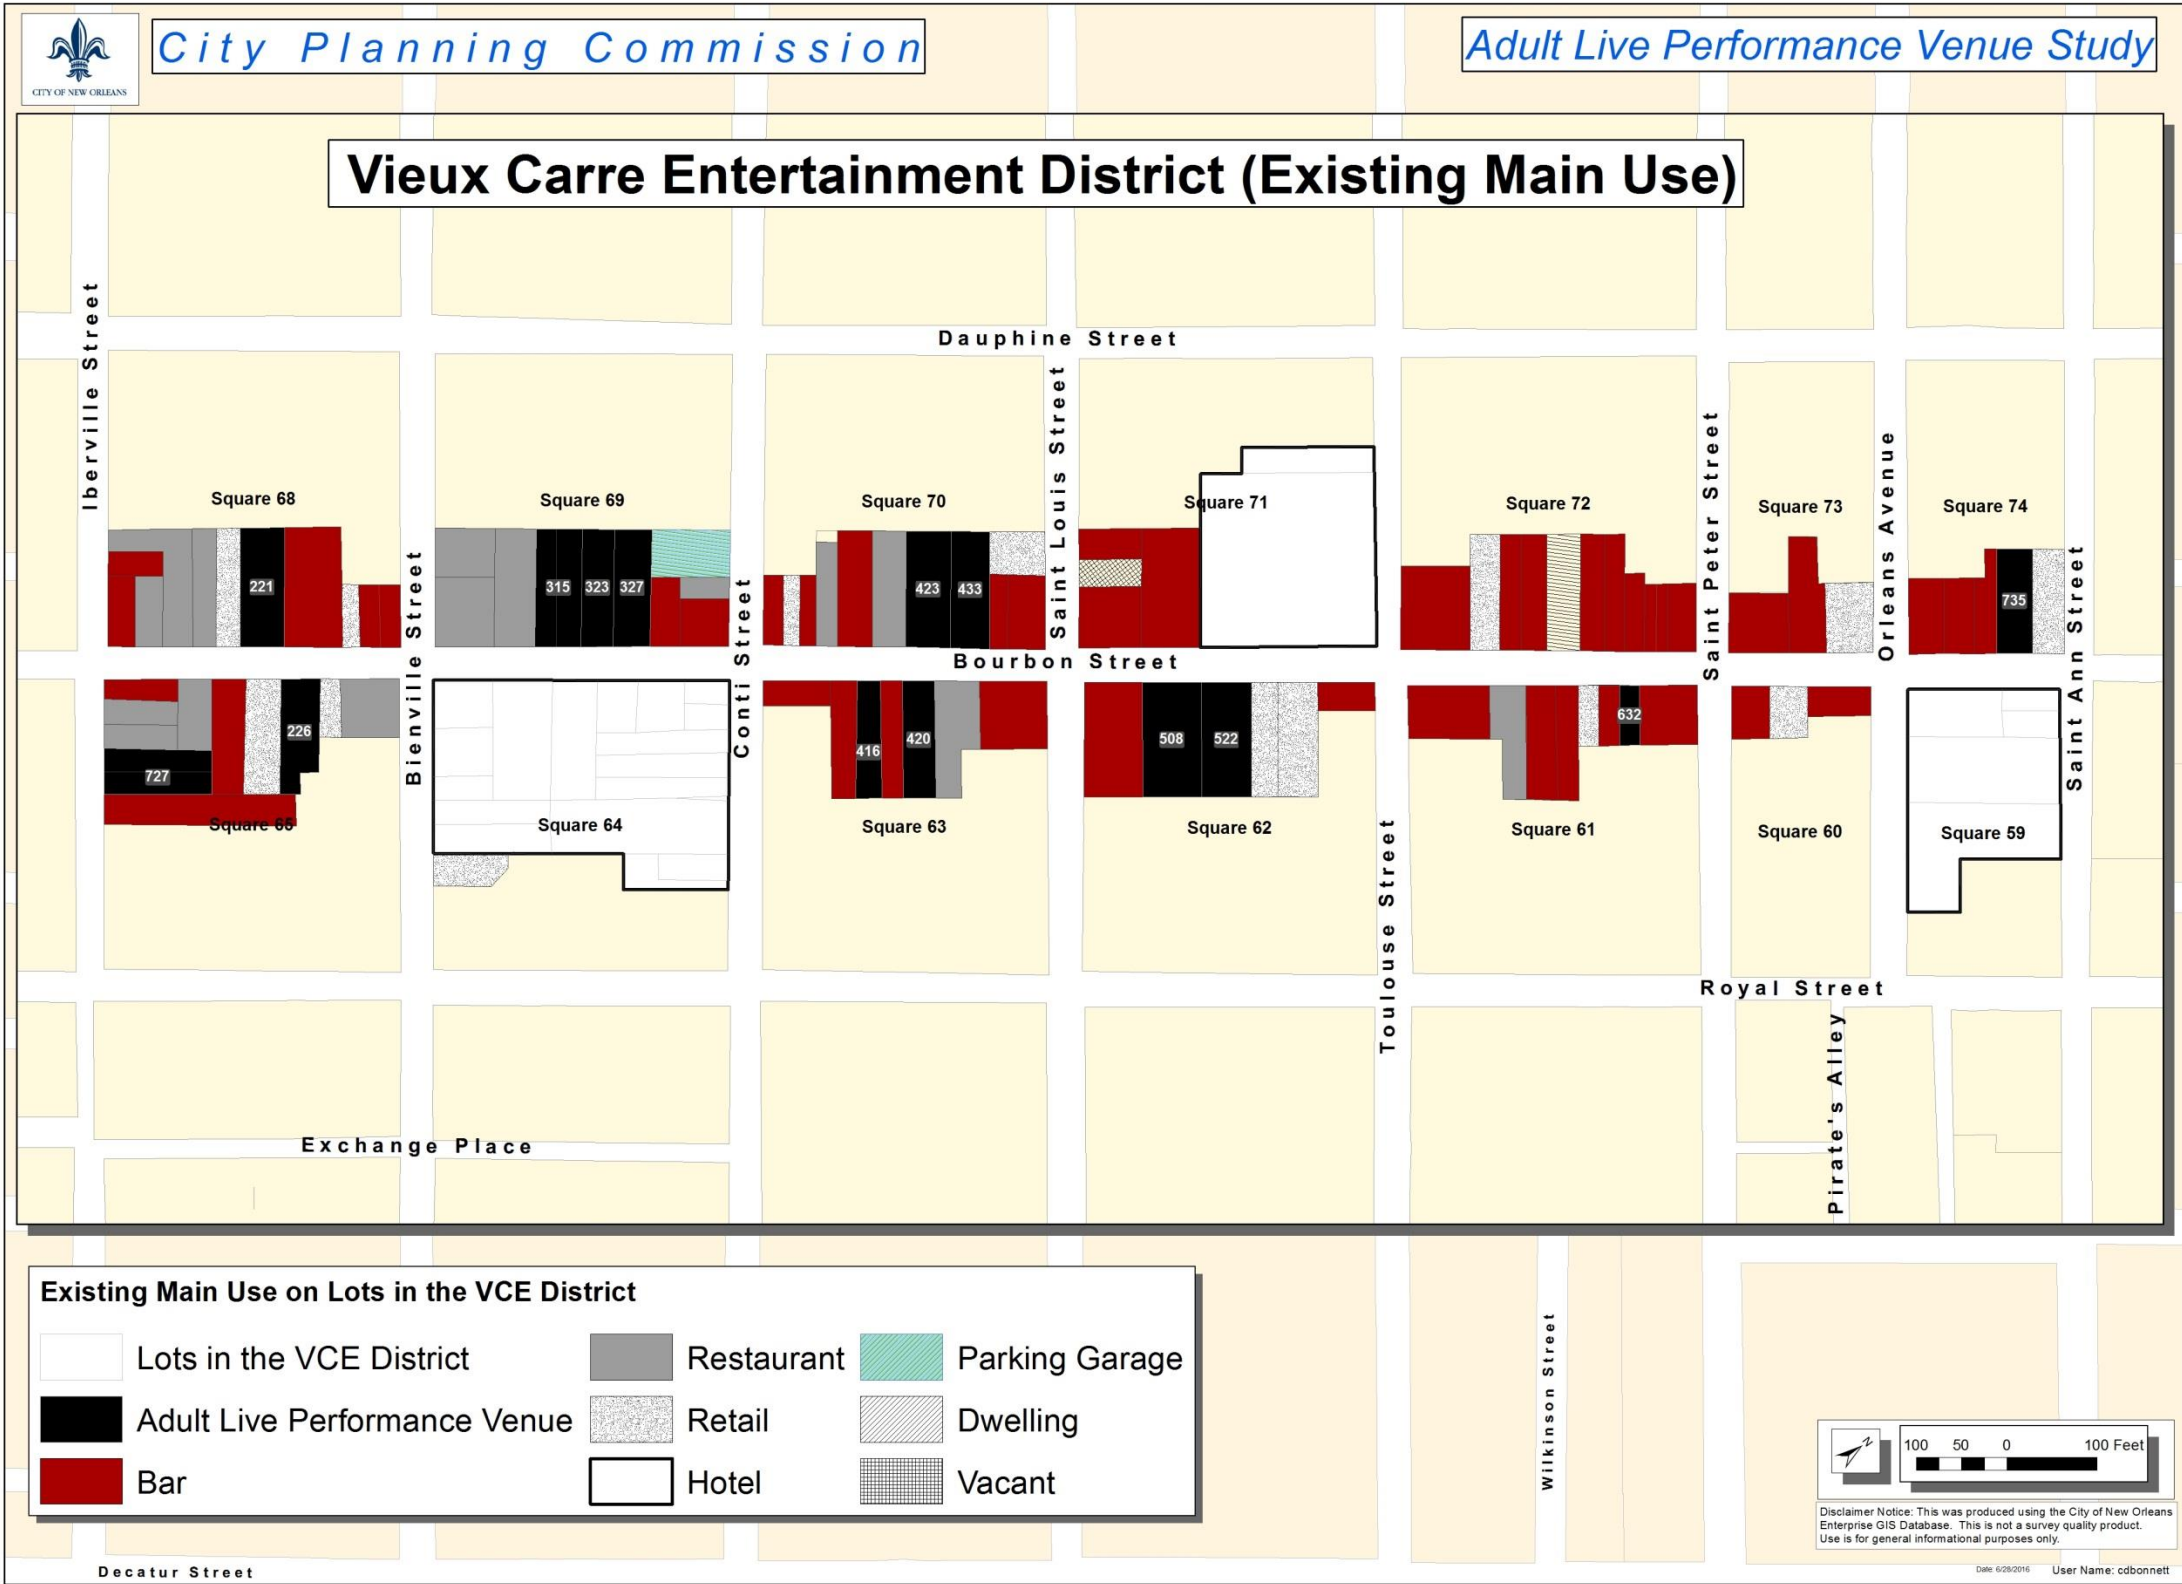 CITY OF NEW ORLEANS
City Planning Commission
Adult Live Performance Venue Study
Vieux Carre Entertainment District (Existing Main Use)
Iberville Street
Dauphine Street
Saint Louis Street
Saint Peter Street
Orleans Avenue
Square 68
Square 69
Square 70
Square 71
Square 72
Square 73
Square 74
Bienville Street
Conti Street
Saint Ann Street
221
315
323
327
423
433
735
Bourbon Street
727
226
416
420
508
522
632
Square 65
Square 64
Square 63
Square 62
Square 61
Square 60
Square 59
Toulouse Street
Royal Street
Pirate's Alley
Exchange Place
Existing Main Use on Lots in the VCE District
Lots in the VCE District
Restaurant
Parking Garage
Adult Live Performance Venue
Retail
Dwelling
Bar
Hotel
Vacant
Wilkinson Street
N
100 50 0 100 Feet
Disclaimer Notice: This was produced using the City of New Orleans
Enterprise GIS Database. This is not a survey quality product.
Use is for general informational purposes only.
Decatur Street
Date: 6/28/2016 User Name: cdbonnett